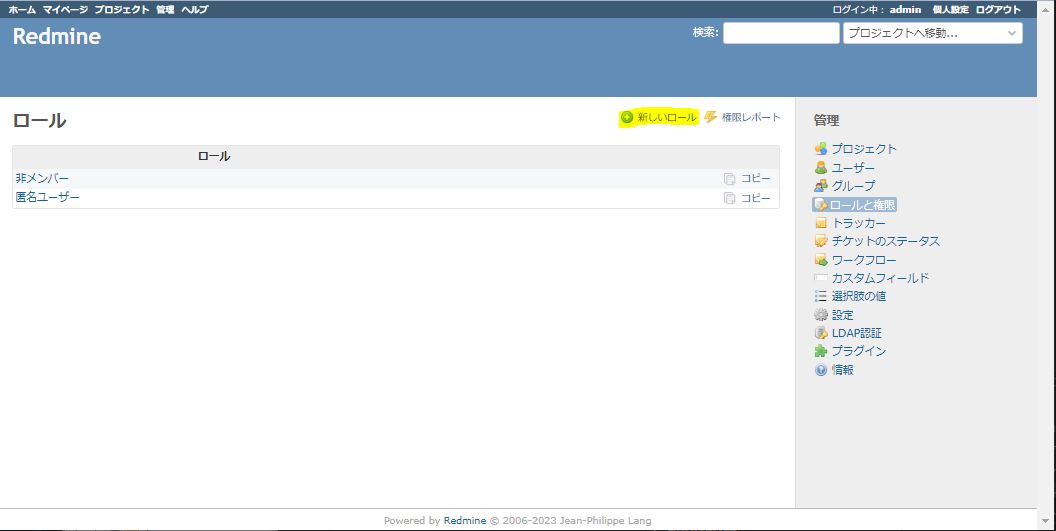 ホーム マイページ プロジェクト 管理 ヘルプ ログイン中： admin 個人設定 ログアウト
Redmine 検索: プロジェクトへ移動...
ロール 新しいロール 権限レポート
ロール
非メンバー コピー
匿名ユーザー コピー
管理
プロジェクト
ユーザー
グループ
ロールと権限
トラッカー
チケットのステータス
ワークフロー
カスタムフィールド
選択肢の値
設定
LDAP認証
プラグイン
情報
Powered by Redmine © 2006-2023 Jean-Philippe Lang